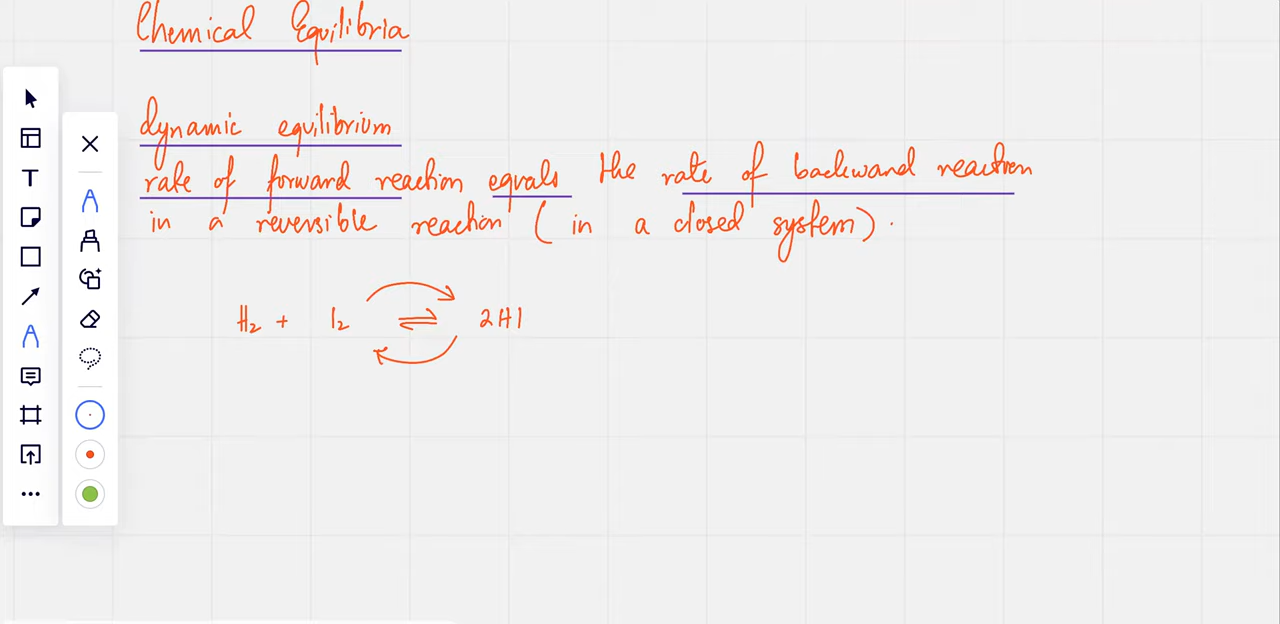 Chemical Equilibria
dynamic equilibrium
rate of forward reaction equals the rate of backward reaction
in a reversible reaction (in a closed system).
H₂ + I₂ ⇌ 2HI